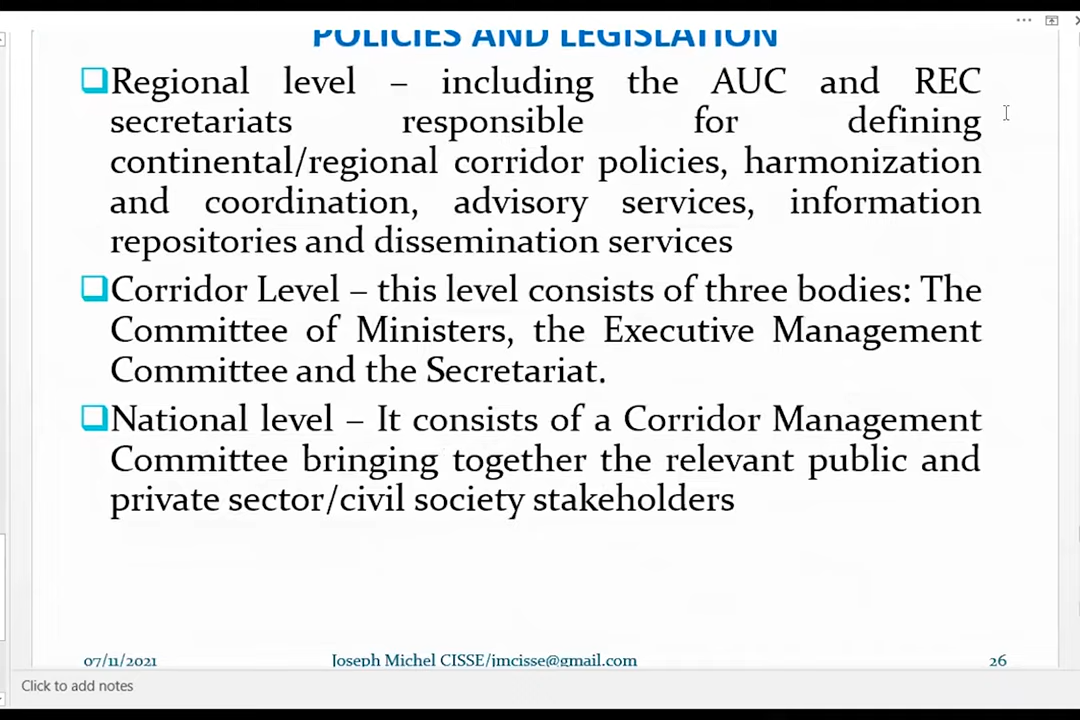 POLICIES AND LEGISLATION
Regional level – including the AUC and REC
secretariats responsible for defining
continental/regional corridor policies, harmonization
and coordination, advisory services, information
repositories and dissemination services
Corridor Level – this level consists of three bodies: The
Committee of Ministers, the Executive Management
Committee and the Secretariat.
National level – It consists of a Corridor Management
Committee bringing together the relevant public and
private sector/civil society stakeholders
07/11/2021 Joseph Michel CISSE/jmcisse@gmail.com 26
Click to add notes